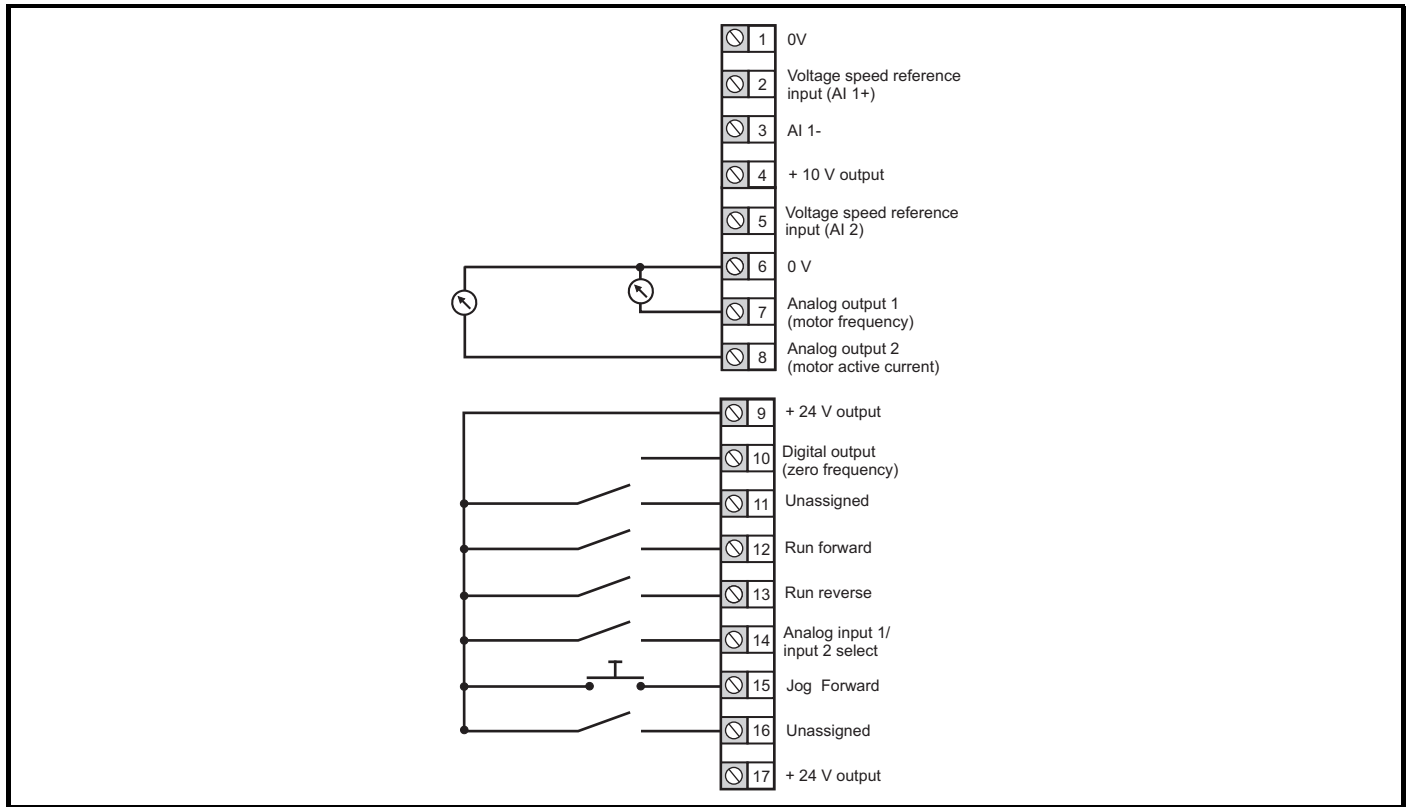 1 0V
2 Voltage speed reference
input (AI 1+)
3 AI 1-
4 + 10 V output
5 Voltage speed reference
input (AI 2)
6 0 V
7 Analog output 1
(motor frequency)
8 Analog output 2
(motor active current)
9 + 24 V output
10 Digital output
(zero frequency)
11 Unassigned
12 Run forward
13 Run reverse
14 Analog input 1/
input 2 select
15 Jog Forward
16 Unassigned
17 + 24 V output